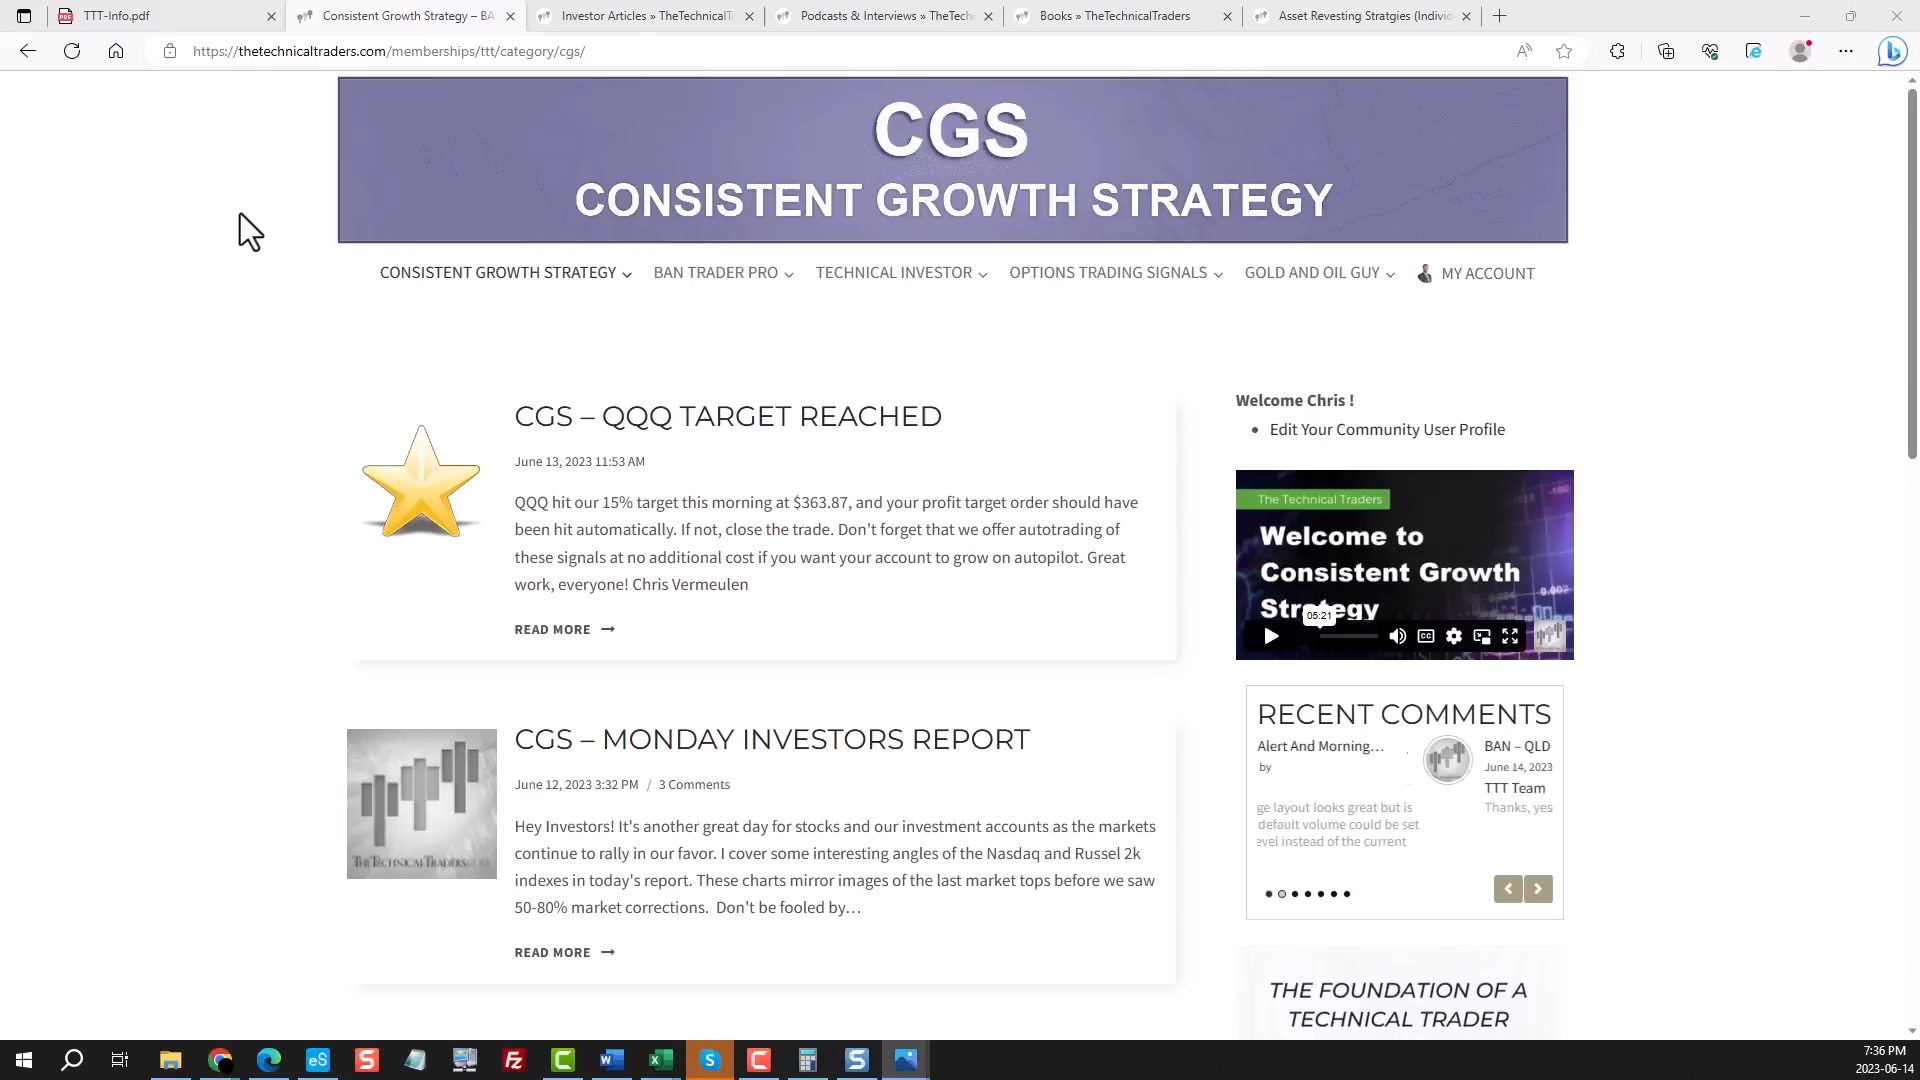 TTT-Info.pdf
Consistent Growth Strategy – BA
Investor Articles » TheTechnicalT
Podcasts & Interviews » TheTech
Books » TheTechnicalTraders
Asset Revesting Stratgies (Indivi
https://thetechnicaltraders.com/memberships/ttt/category/cgs/
CGS
CONSISTENT GROWTH STRATEGY
CONSISTENT GROWTH STRATEGY
BAN TRADER PRO
TECHNICAL INVESTOR
OPTIONS TRADING SIGNALS
GOLD AND OIL GUY
MY ACCOUNT
CGS – QQQ TARGET REACHED
June 13, 2023 11:53 AM
QQQ hit our 15% target this morning at $363.87, and your profit target order should have
been hit automatically. If not, close the trade. Don't forget that we offer autotrading of
these signals at no additional cost if you want your account to grow on autopilot. Great
work, everyone! Chris Vermeulen
READ MORE
CGS – MONDAY INVESTORS REPORT
June 12, 2023 3:32 PM / 3 Comments
Hey Investors! It's another great day for stocks and our investment accounts as the markets
continue to rally in our favor. I cover some interesting angles of the Nasdaq and Russel 2k
indexes in today's report. These charts mirror images of the last market tops before we saw
50-80% market corrections. Don't be fooled by…
READ MORE
THETECHNICALTRADERS.COM
Welcome Chris !
Edit Your Community User Profile
The Technical Traders
Welcome to
Consistent Growth
Strategy
05:21
CC
-100
0.002
RECENT COMMENTS
Alert And Morning…
by
ge layout looks great but is
default volume could be set
evel instead of the current
BAN – QLD
June 14, 2023
TTT Team
Thanks, yes
THE FOUNDATION OF A
TECHNICAL TRADER
7:36 PM
2023-06-14